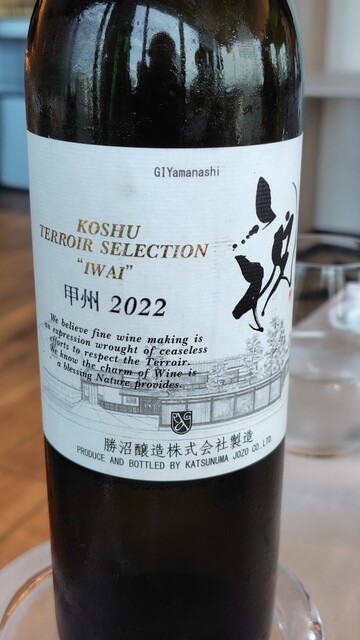 GIYamanashi
祝
KOSHU
TERROIR SELECTION
"IWAI"
甲州 2022
We believe fine wine making is
an expression wrought of ceaseless
efforts to respect the Terroir.
We know the charm of Wine is
a blessing Nature provides.
勝沼醸造株式会社製造
PRODUCE AND BOTTLED BY KATSUNUMA JOZO CO.LTD.